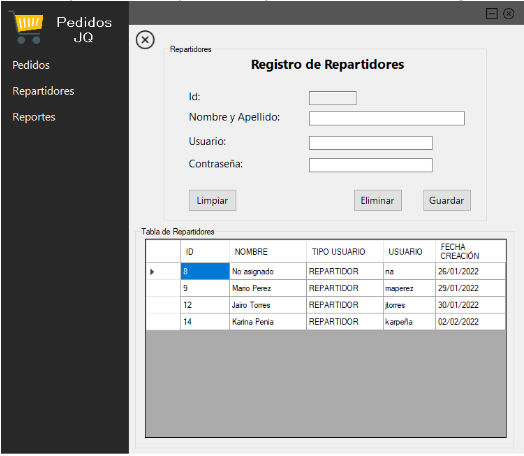 Pedidos
JQ
Pedidos
Repartidores
Reportes
Repartidores
Registro de Repartidores
Id:
Nombre y Apellido:
Usuario:
Contraseña:
Limpiar Eliminar Guardar
Tabla de Repartidores
ID NOMBRE TIPO USUARIO USUARIO FECHA CREACIÓN
8 No asignado REPARTIDOR na 26/01/2022
9 Mario Perez REPARTIDOR maperez 29/01/2022
12 Jairo Torres REPARTIDOR jtorres 30/01/2022
14 Karina Penia REPARTIDOR karpeña 02/02/2022